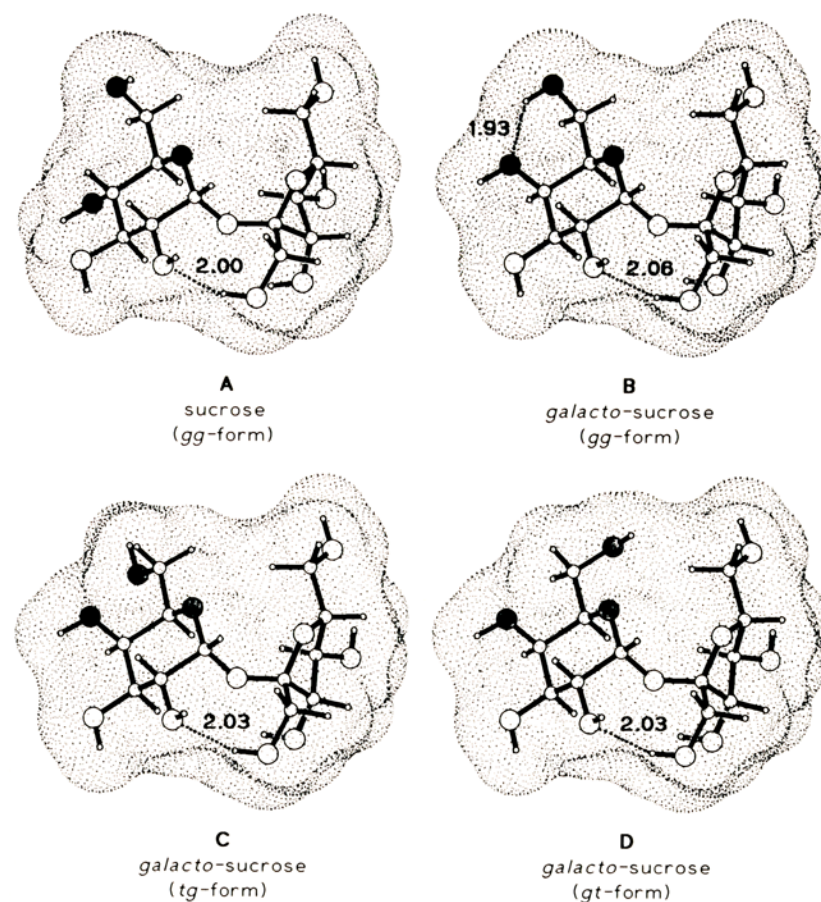 2.00
A
sucrose
(gg-form)
1.93
2.06
B
galacto-sucrose
(gg-form)
2.03
C
galacto-sucrose
(tg-form)
2.03
D
galacto-sucrose
(gt-form)